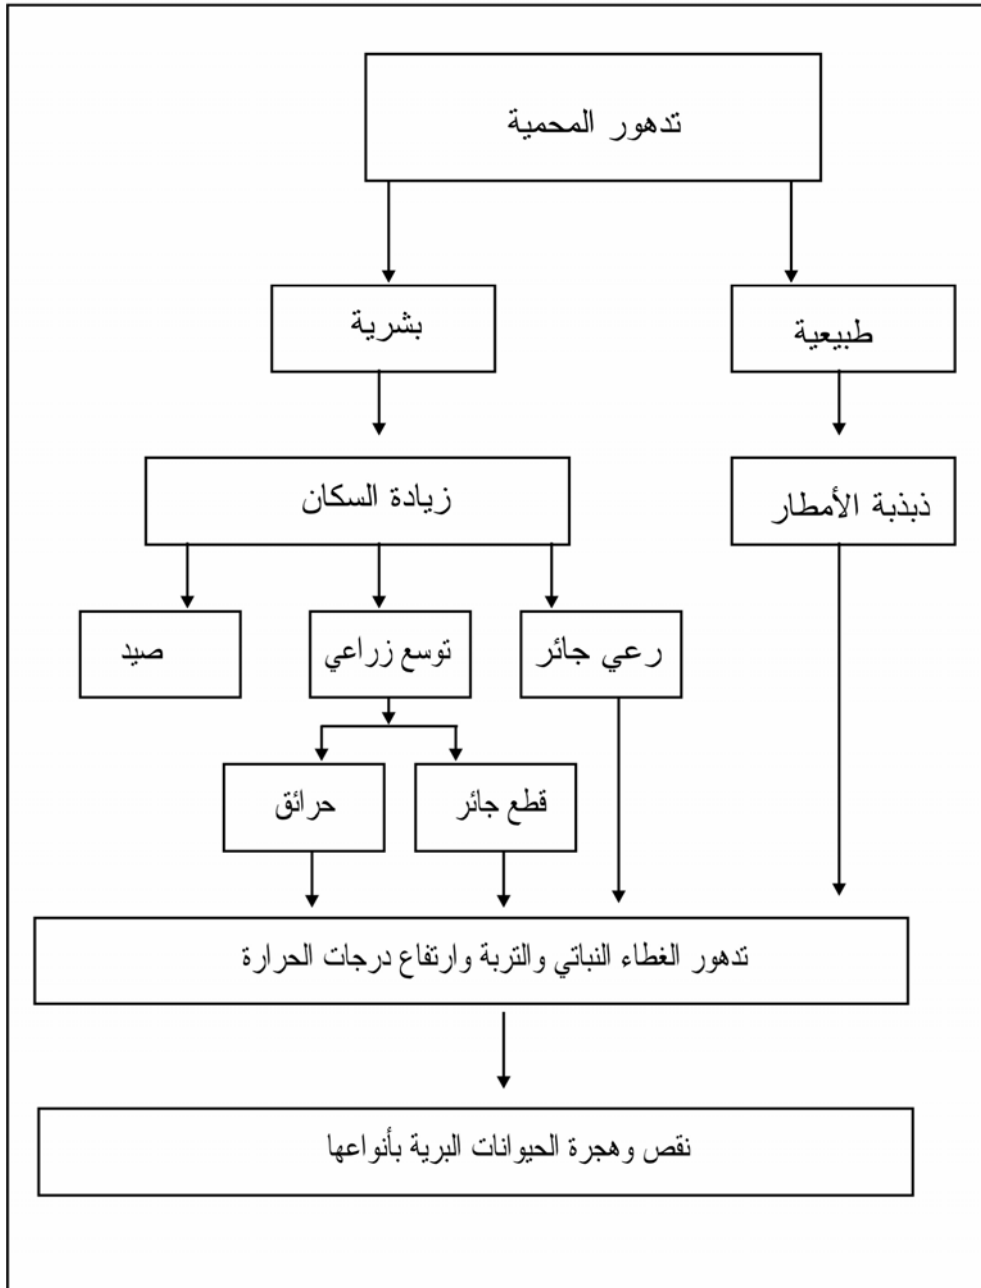 تدهور المحمية
طبيعية
بشرية
ذبذبة الأمطار
زيادة السكان
رعي جائر
توسع زراعي
صيد
قطع جائر
حرائق
تدهور الغطاء النباتي والتربة وارتفاع درجات الحرارة
نقص وهجرة الحيوانات البرية بأنواعها